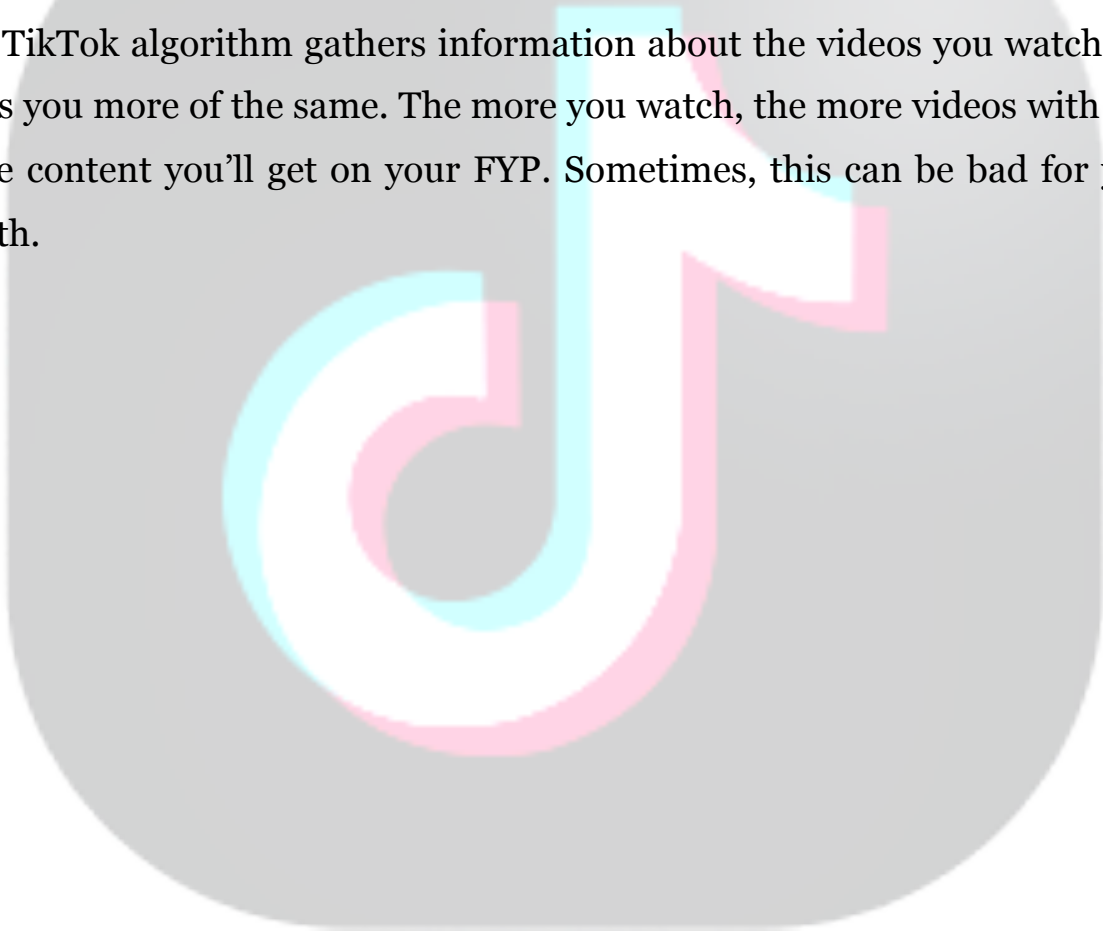 TikTok algorithm gathers information about the videos you watch
s you more of the same. The more you watch, the more videos with
e content you’ll get on your FYP. Sometimes, this can be bad for
th.